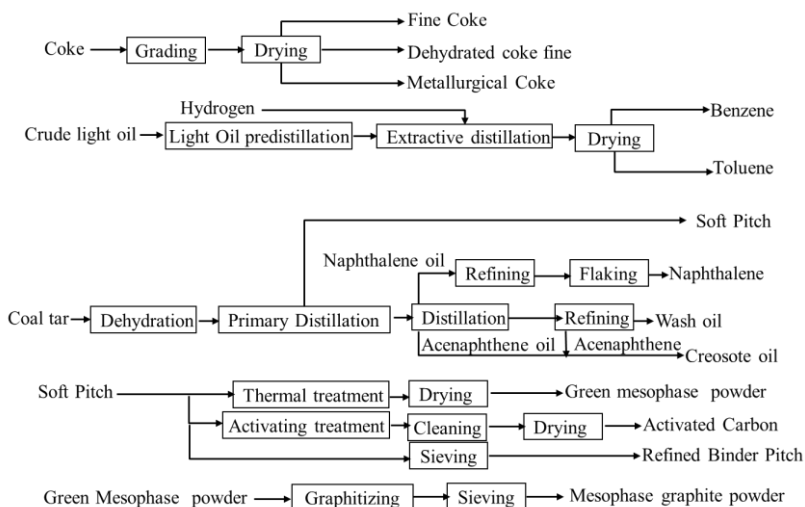 Fine Coke
Coke Grading Drying Dehydrated coke fine
Metallurgical Coke
Hydrogen Benzene
Crude light oil Light Oil predistillation Extractive distillation Drying
Toluene
Soft Pitch
Naphthalene oil Refining Flaking Naphthalene
Coal tar Dehydration Primary Distillation Distillation Refining Wash oil
Acenaphthene oil Acenaphthene Creosote oil
Soft Pitch Thermal treatment Drying Green mesophase powder
Activating treatment Cleaning Drying Activated Carbon
Sieving Refined Binder Pitch
Green Mesophase powder Graphitizing Sieving Mesophase graphite powder